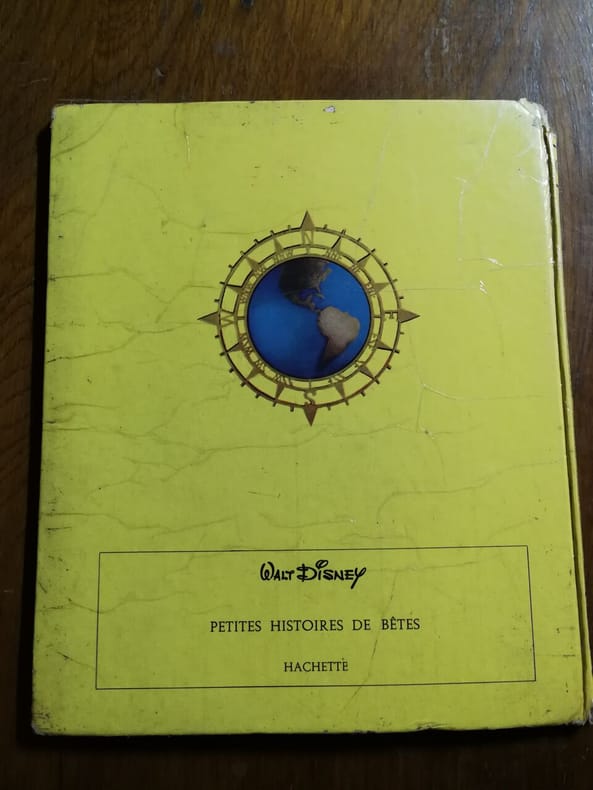 N
W
E
S
WALT DISNEY
PETITES HISTOIRES DE BÊTES
HACHETTE